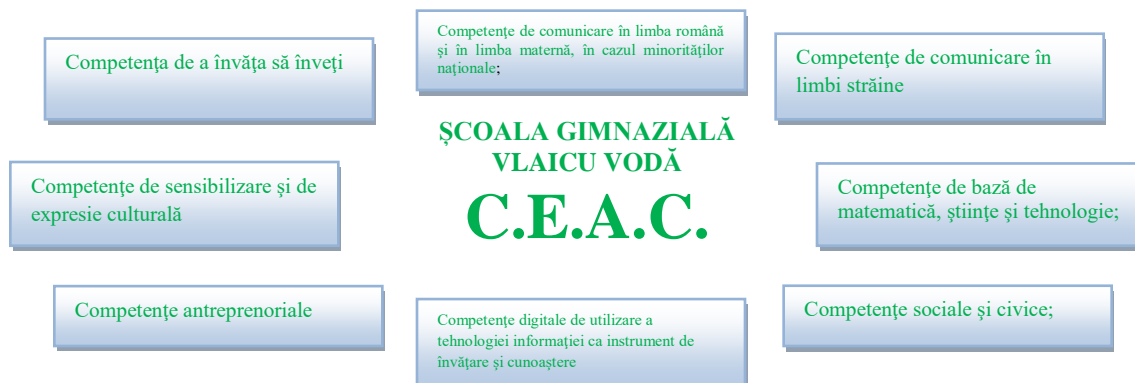 Competenţe de comunicare în limba română
şi în limba maternă, în cazul minorităţilor
naţionale;
Competenţa de a învăţa să înveţi
Competenţe de comunicare în
limbi străine
ȘCOALA GIMNAZIALĂ
VLAICU VODĂ
C.E.A.C.
Competenţe de sensibilizare şi de
expresie culturală
Competenţe de bază de
matematică, ştiinţe şi tehnologie;
Competenţe antreprenoriale
Competenţe digitale de utilizare a
tehnologiei informaţiei ca instrument de
învăţare şi cunoaştere
Competenţe sociale şi civice;